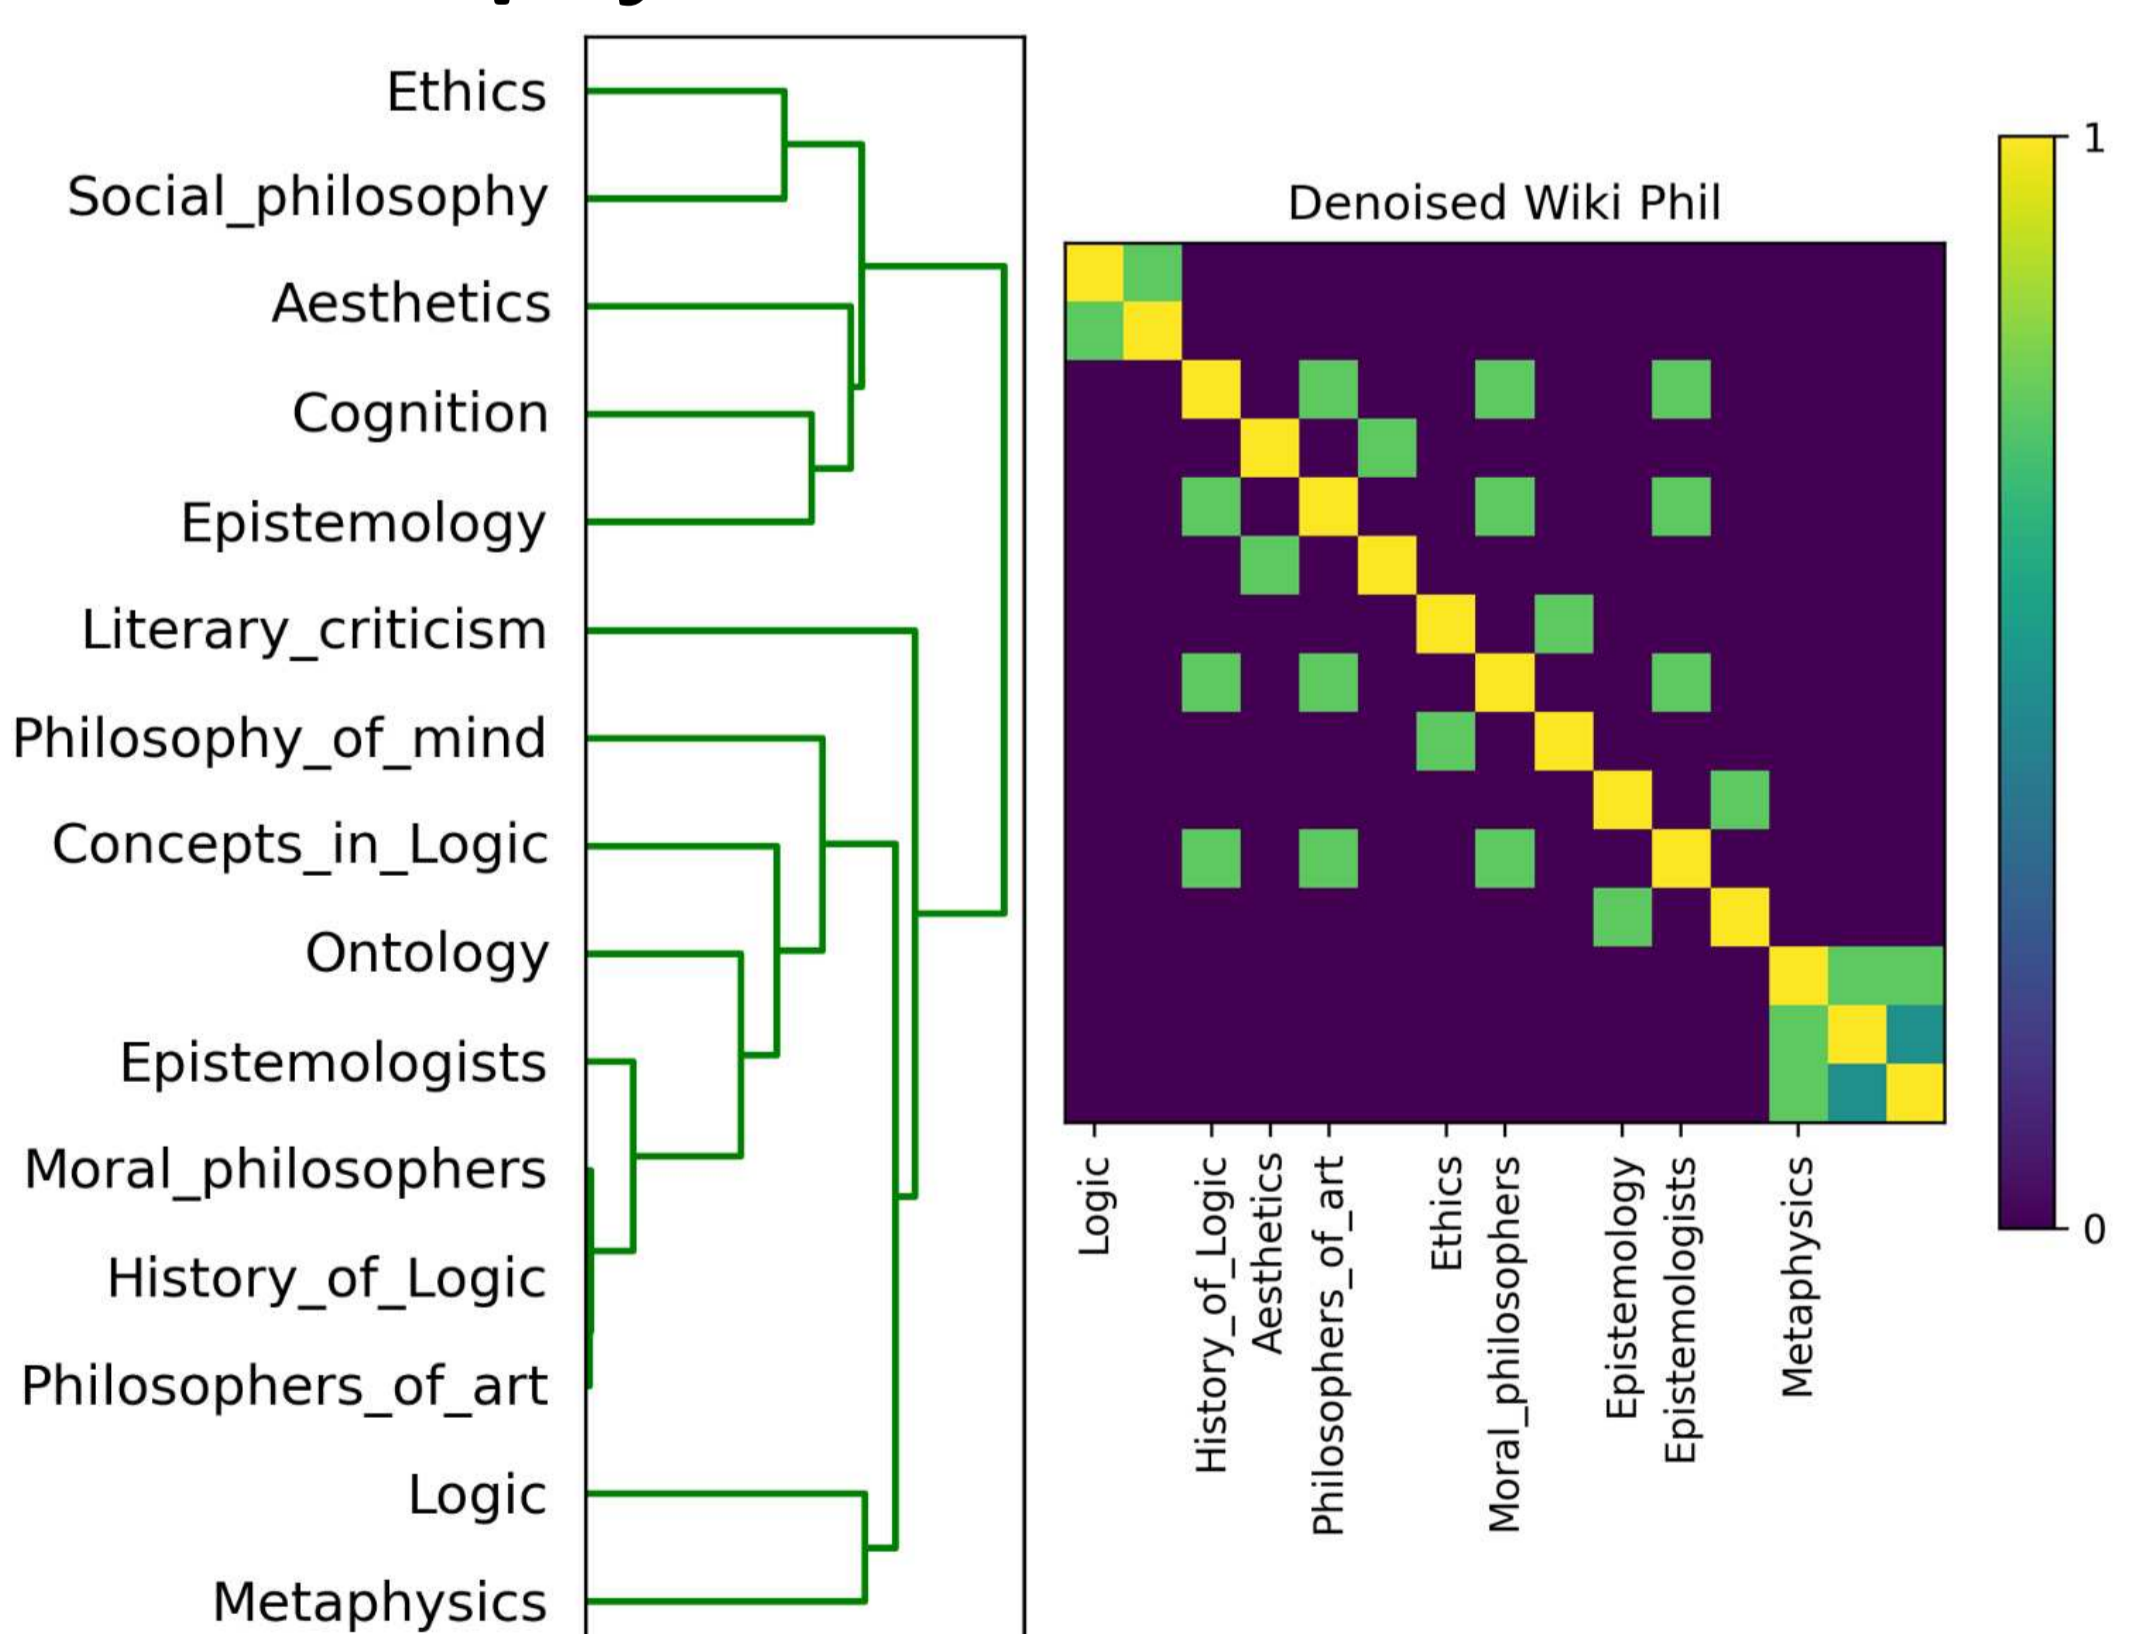 Ethics
Social_philosophy
Aesthetics
Cognition
Epistemology
Literary_criticism
Philosophy_of_mind
Concepts_in_Logic
Ontology
Epistemologists
Moral_philosophers
History_of_Logic
Philosophers_of_art
Logic
Metaphysics
Denoised Wiki Phil
1
0
Logic
History_of_Logic
Aesthetics
Philosophers_of_art
Ethics
Moral_philosophers
Epistemology
Epistemologists
Metaphysics